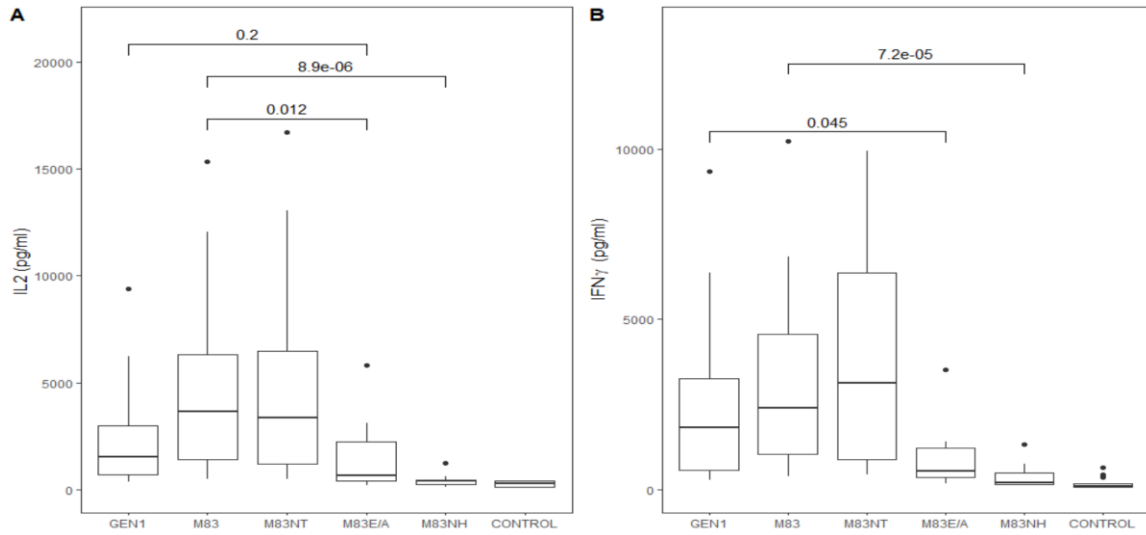 A
0.2
8.9e-06
0.012
20000
15000
10000
5000
0
IL2 (pg/ml)
GEN1 M83 M83NT M83E/A M83NH CONTROL
B
7.2e-05
0.045
10000
5000
0
IFNγ (pg/ml)
GEN1 M83 M83NT M83E/A M83NH CONTROL